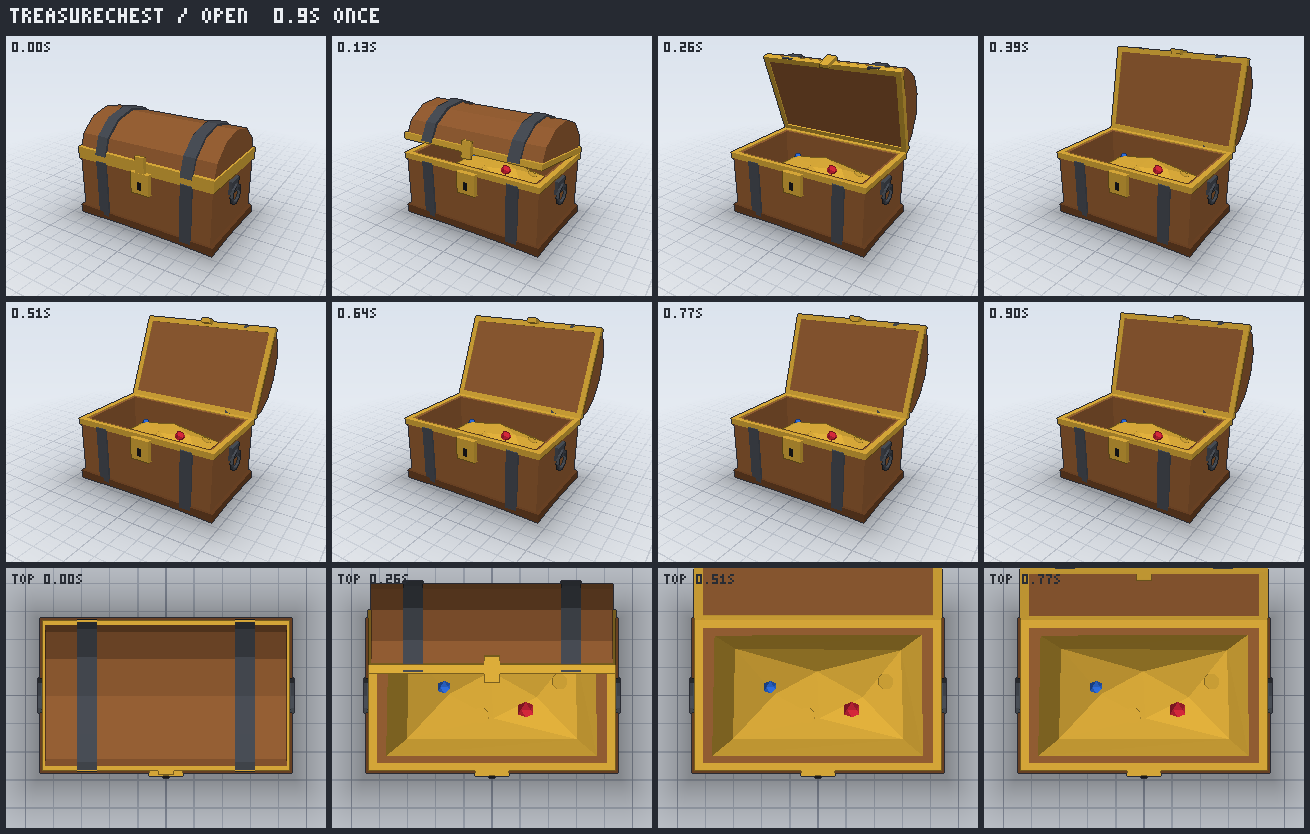 TREASURECHEST / OPEN  0.9S ONCE
0.00S
0.13S
0.26S
0.39S
0.51S
0.64S
0.77S
0.90S
TOP 0.00S
TOP 0.26S
TOP 0.51S
TOP 0.77S